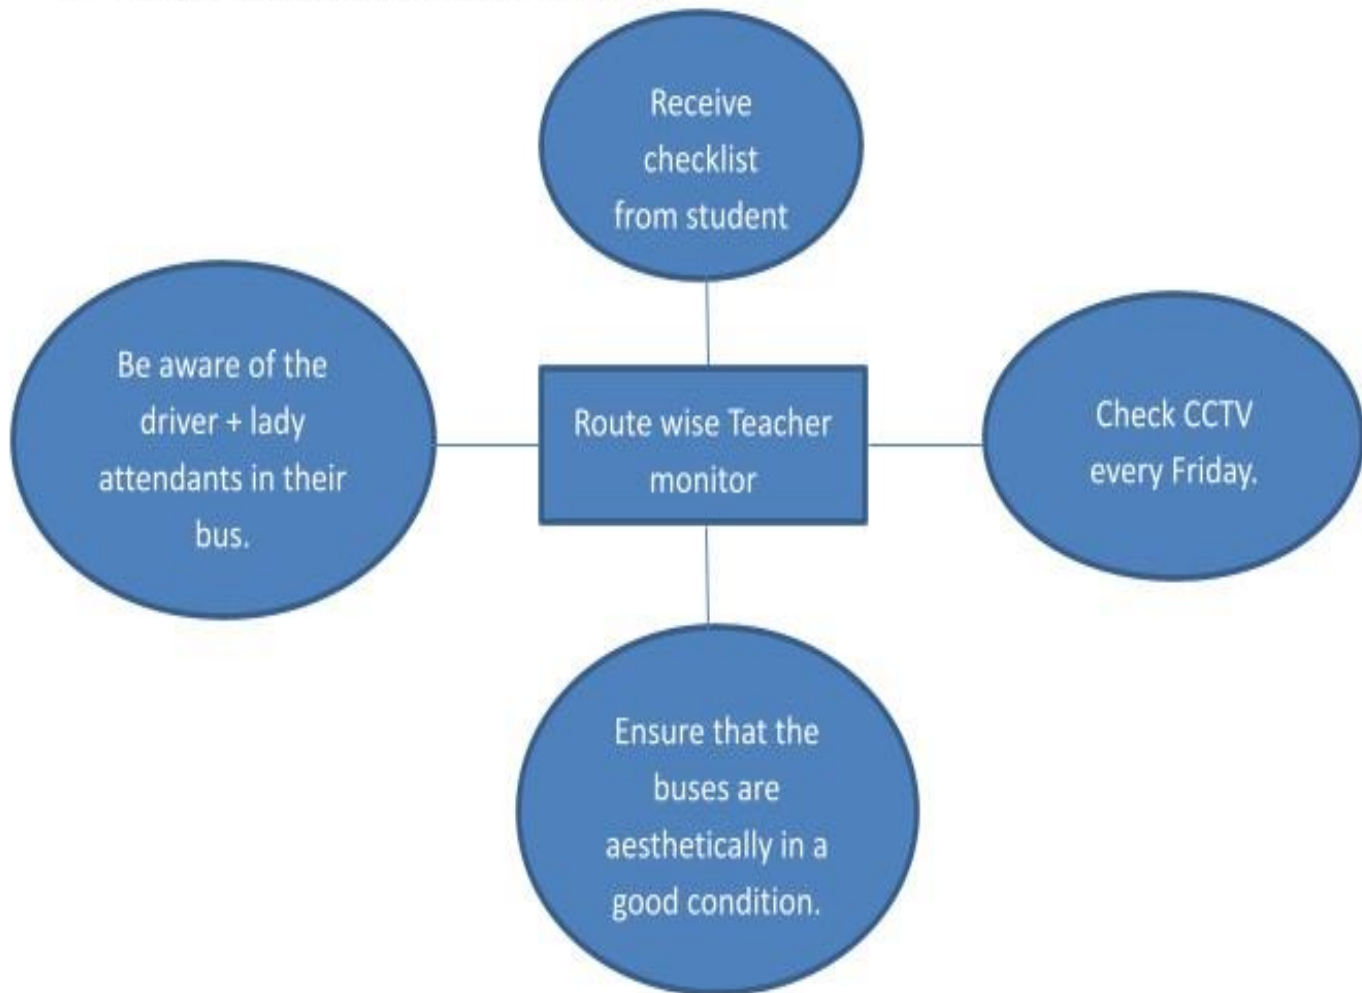 Receive
checklist
from student
Be aware of the
driver + lady
attendants in their
bus.
Route wise Teacher
monitor
Check CCTV
every Friday.
Ensure that the
buses are
aesthetically in a
good condition.